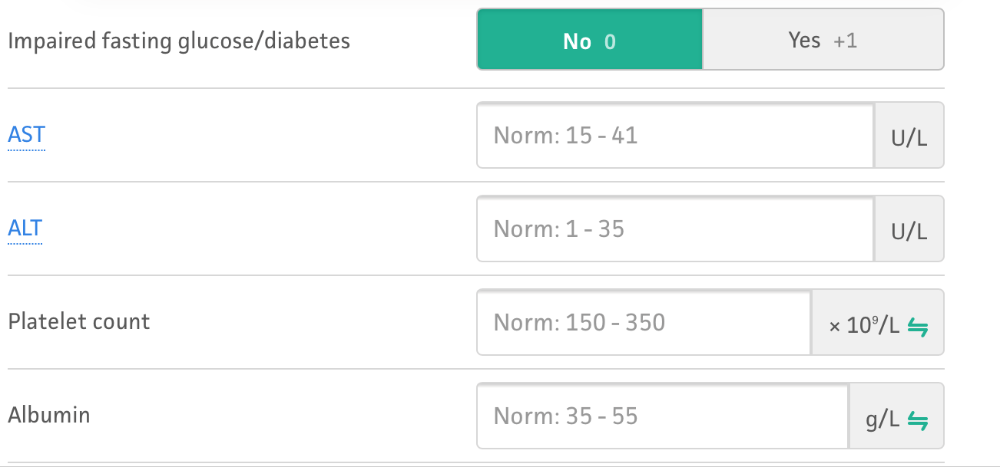 Impaired fasting glucose/diabetes No 0 Yes +1
AST Norm: 15 - 41 U/L
ALT Norm: 1 - 35 U/L
Platelet count Norm: 150 - 350 × 10⁹/L ⇋
Albumin Norm: 35 - 55 g/L ⇋